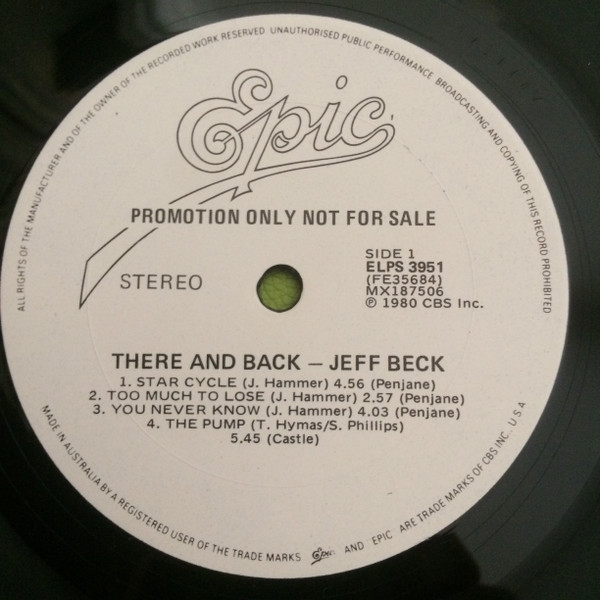 ALL RIGHTS OF THE MANUFACTURER AND OF THE OWNER OF THE RECORDED WORK RESERVED UNAUTHORISED PUBLIC PERFORMANCE BROADCASTING AND COPYING OF THIS RECORD PROHIBITED
Epic
PROMOTION ONLY NOT FOR SALE
STEREO
SIDE 1
ELPS 3951
(FE35684)
MX187506
℗ 1980 CBS Inc.
THERE AND BACK – JEFF BECK
1. STAR CYCLE (J. Hammer) 4.56 (Penjane)
2. TOO MUCH TO LOSE (J. Hammer) 2.57 (Penjane)
3. YOU NEVER KNOW (J. Hammer) 4.03 (Penjane)
4. THE PUMP (T. Hymas/S. Phillips)
5.45 (Castle)
MADE IN AUSTRALIA BY A REGISTERED USER OF THE TRADE MARKS Epic AND "EPIC" ARE TRADE MARKS OF CBS INC. U.S.A